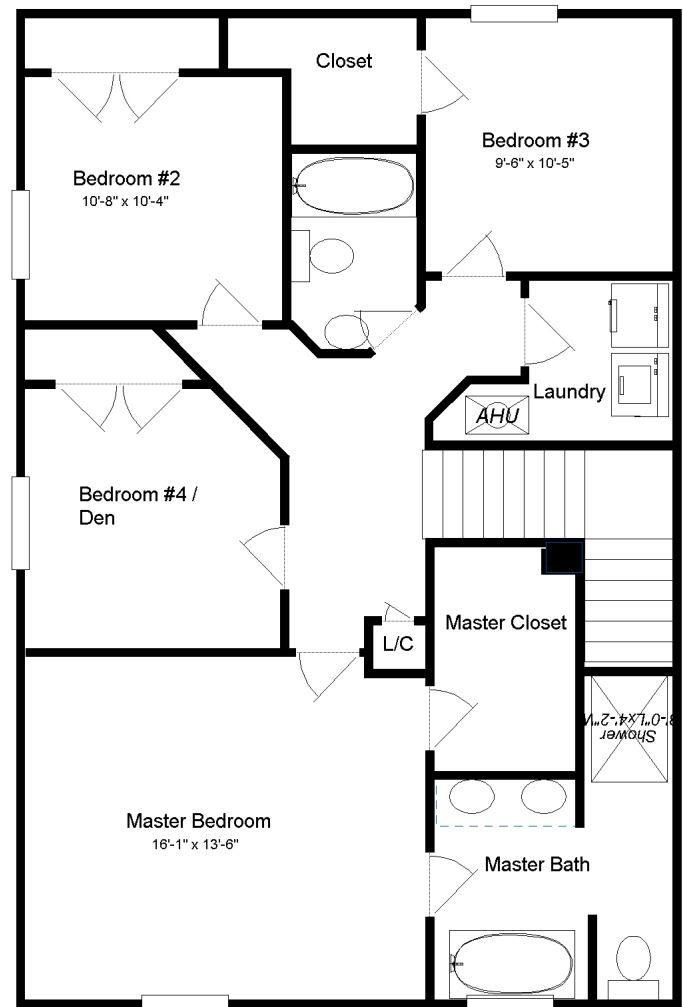 Closet
Bedroom #3
9'-6" x 10'-5"
Bedroom #2
10'-8" x 10'-4"
Laundry
AHU
Bedroom #4 /
Den
Master Closet
L/C
Shower
Master Bedroom
16'-1" x 13'-6"
Master Bath